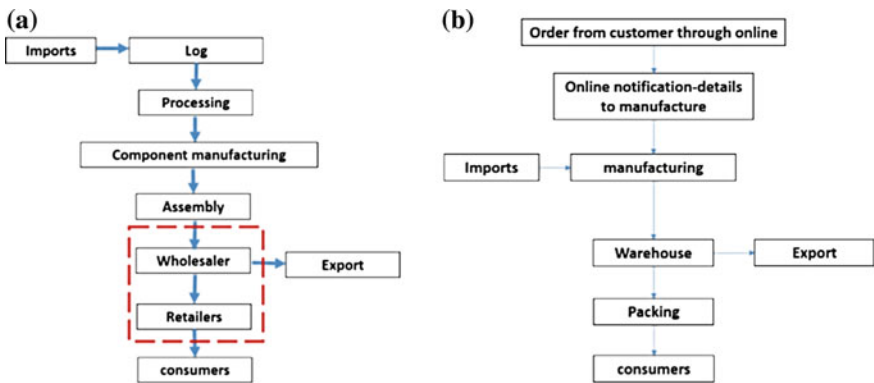 (a)
Imports
Log
Processing
Component manufacturing
Assembly
Wholesaler
Export
Retailers
consumers
(b)
Order from customer through online
Online notification-details
to manufacture
Imports
manufacturing
Warehouse
Export
Packing
consumers